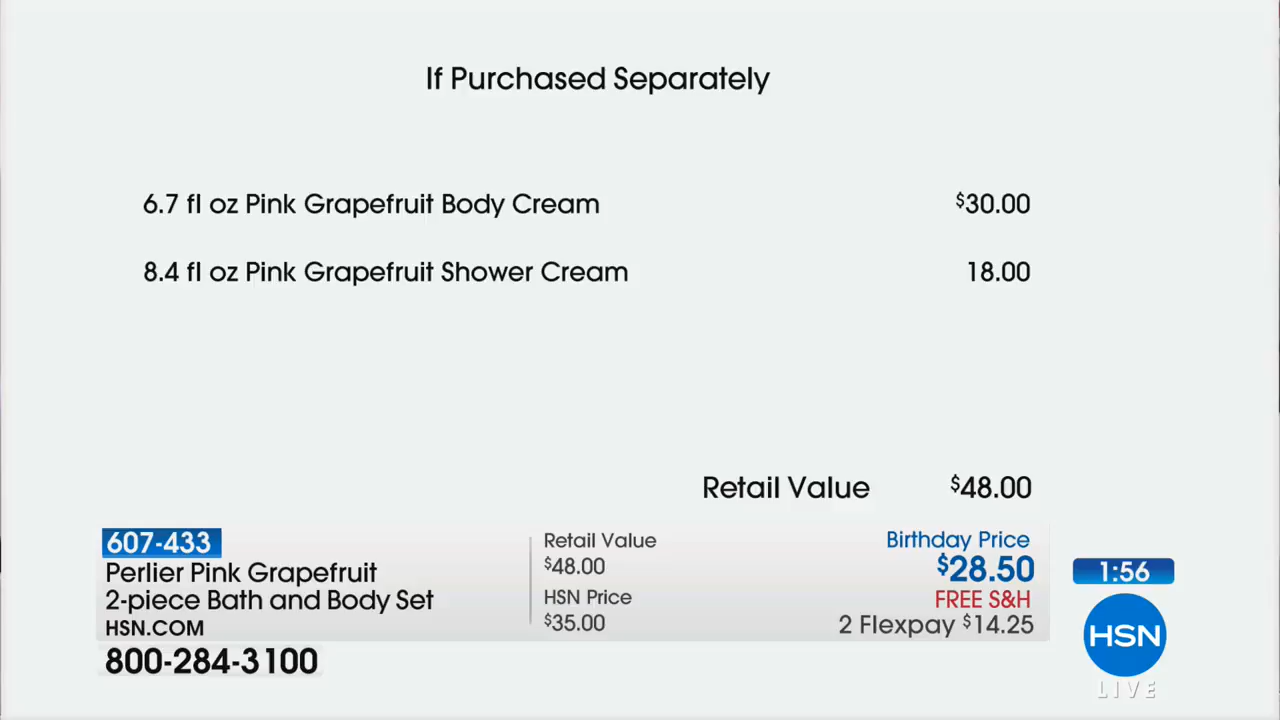 If Purchased Separately
6.7 fl oz Pink Grapefruit Body Cream $30.00
8.4 fl oz Pink Grapefruit Shower Cream 18.00
Retail Value $48.00
607-433
Perlier Pink Grapefruit
2-piece Bath and Body Set
HSN.COM
800-284-3100
Retail Value
$48.00
HSN Price
$35.00
Birthday Price
$28.50
FREE S&H
2 Flexpay $14.25
1:56
HSN
LIVE